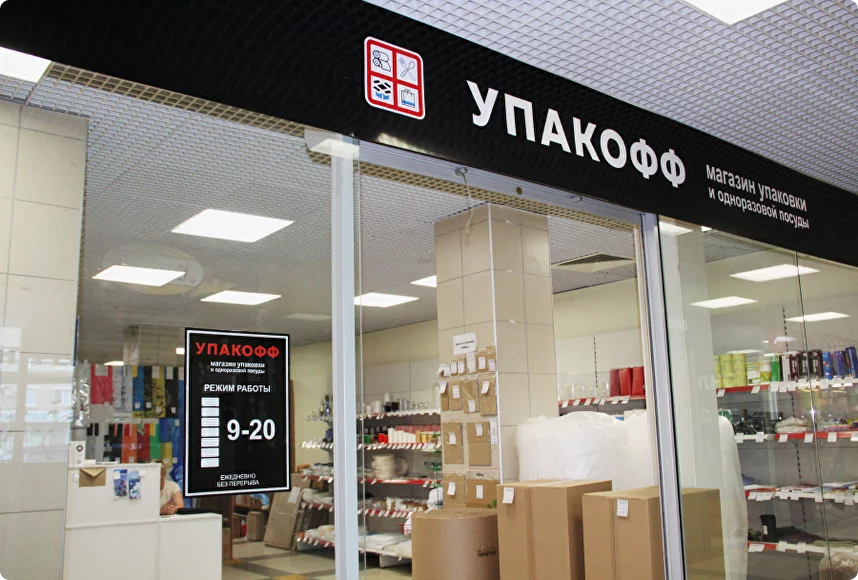 УПАКОФФ
магазин упаковки
и одноразовой посуды
УПАКОФФ
магазин упаковки
и одноразовой посуды
РЕЖИМ РАБОТЫ
9-20
ЕЖЕДНЕВНО
БЕЗ ПЕРЕРЫВА